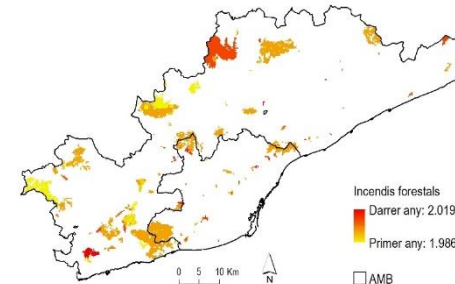 Incendis forestals
Darrer any: 2.019
Primer any: 1.986
AMB
0 5 10 Km
N